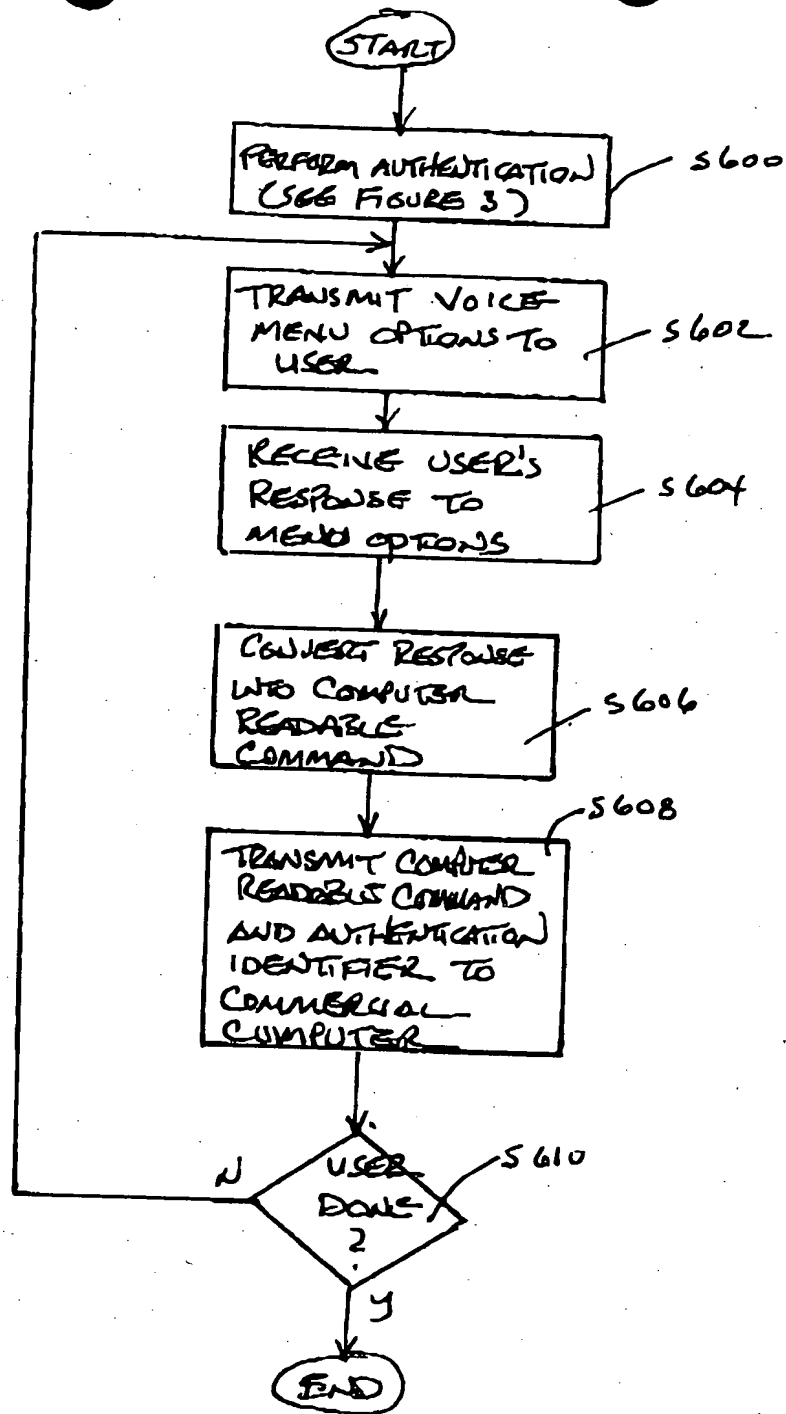 START
PERFORM AUTHENTICATION
(SEE FIGURE 3)
S600
TRANSMIT VOICE
MENU OPTIONS TO
USER
S602
RECEIVE USER'S
RESPONSE TO
MENU OPTIONS
S604
CONVERT RESPONSE
INTO COMPUTER
READABLE
COMMAND
S606
S608
TRANSMIT COMPUTER
READABLE COMMAND
AND AUTHENTICATION
IDENTIFIER TO
COMMERCIAL
COMPUTER
N
USER
DONE
?
S610
Y
END